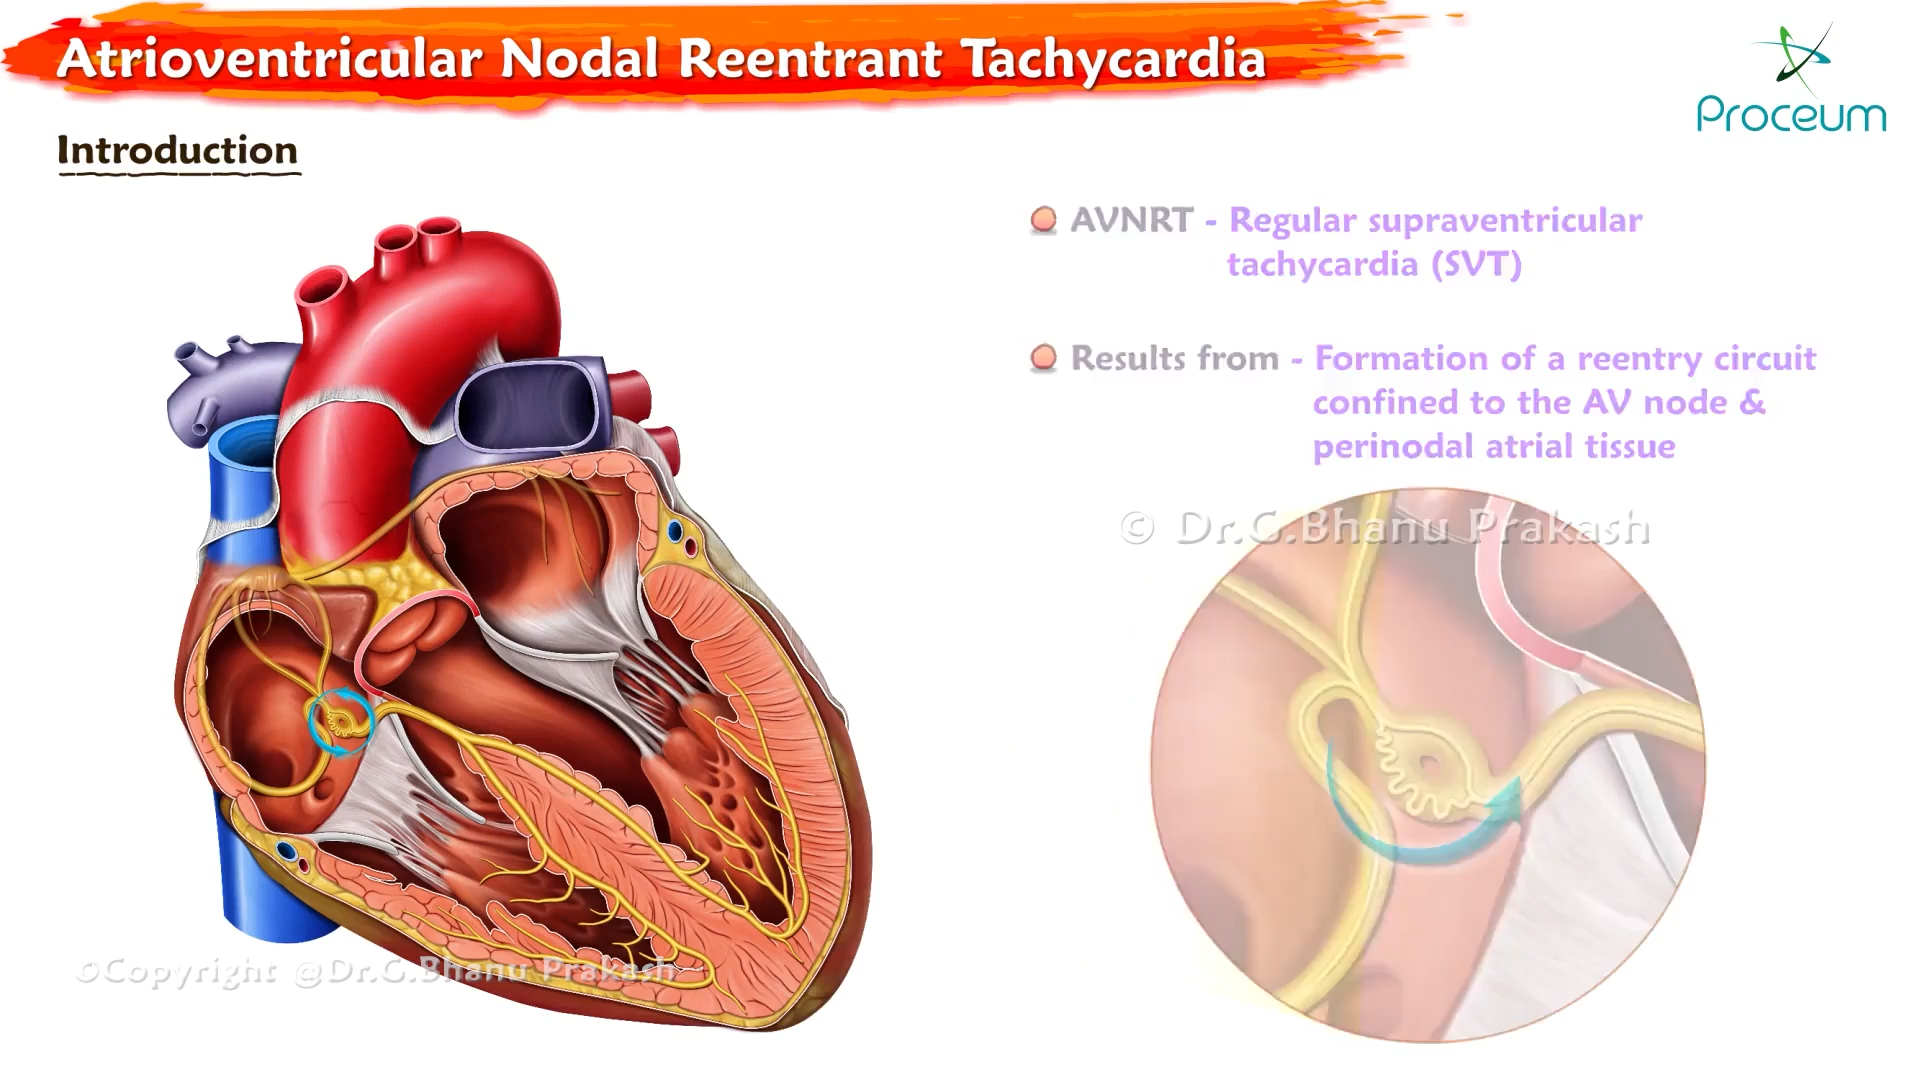 Atrioventricular Nodal Reentrant Tachycardia
Proceum
Introduction
AVNRT - Regular supraventricular
tachycardia (SVT)
Results from - Formation of a reentry circuit
confined to the AV node &
perinodal atrial tissue
© Dr.G.Bhanu Prakash
©Copyright @Dr.G.Bhanu Prakash